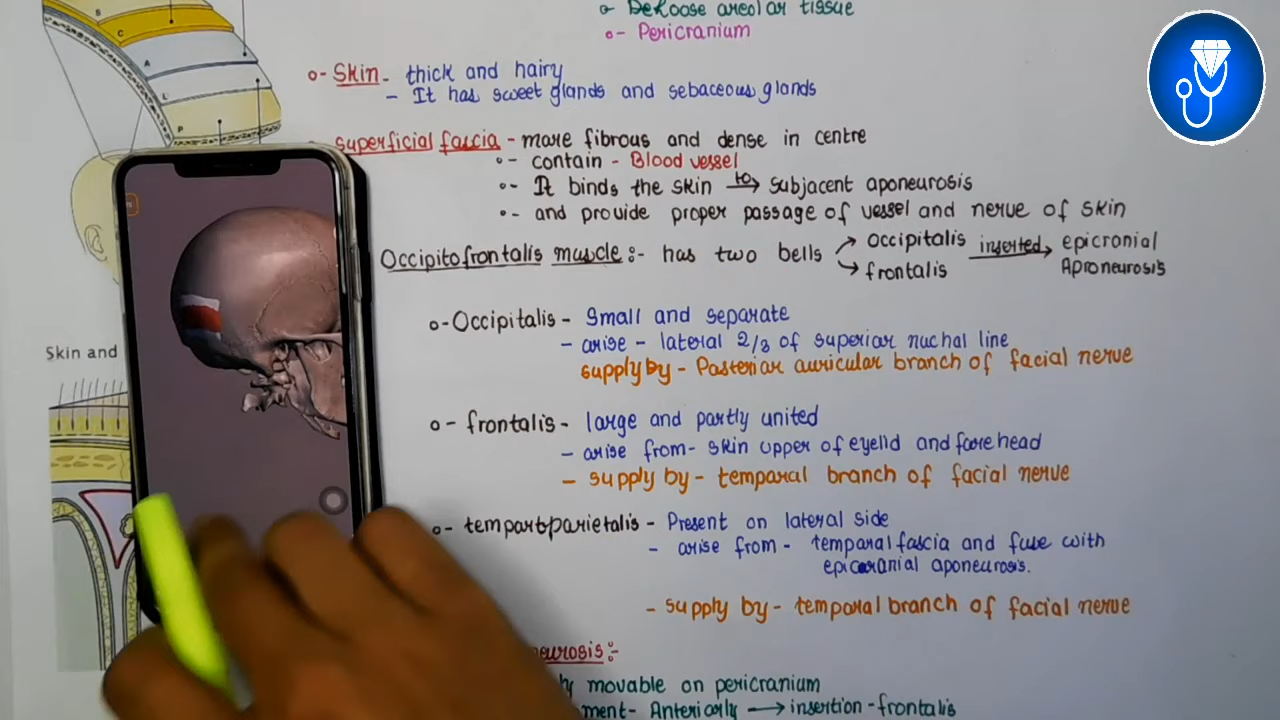 S
C
A
L
P
o- DeLoose areolar tissue
o- Pericranium
o- Skin - thick and hairy
- It has sweet glands and sebaceous glands
superficial fascia - more fibrous and dense in centre
o- contain - Blood vessel
o- It binds the skin to → subjacent aponeurosis
o- and provide proper passage of vessel and nerve of skin
Occipitofrontalis muscle :- has two bells → occipitalis inserted → epicronial
→ frontalis Aproneurosis
o- Occipitalis - Small and separate
- arise - lateral 2/3 of superior nuchal line
supply by - Posterior auricular branch of facial nerve
Skin and
o- frontalis - large and partly united
- arise from - skin upper of eyelid and forehead
- supply by - temporal branch of facial nerve
o- temportoparietalis - Present on lateral side
- arise from - temporal fascia and fuse with
epicaranial aponeurosis.
- supply by - temporal branch of facial nerve
eurosis :-
ly movable on pericranium
ment - Anteriorly → insertion - frontalis